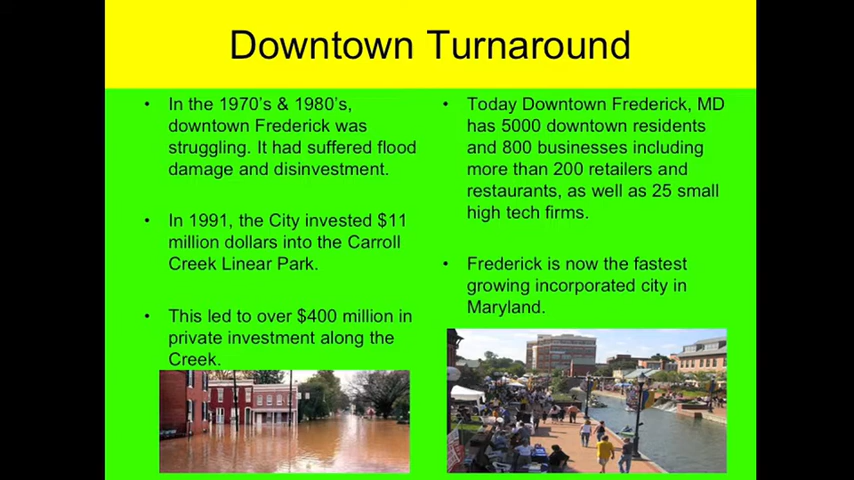 Downtown Turnaround
• In the 1970's & 1980's,
downtown Frederick was
struggling. It had suffered flood
damage and disinvestment.
• In 1991, the City invested $11
million dollars into the Carroll
Creek Linear Park.
• This led to over $400 million in
private investment along the
Creek.
• Today Downtown Frederick, MD
has 5000 downtown residents
and 800 businesses including
more than 200 retailers and
restaurants, as well as 25 small
high tech firms.
• Frederick is now the fastest
growing incorporated city in
Maryland.